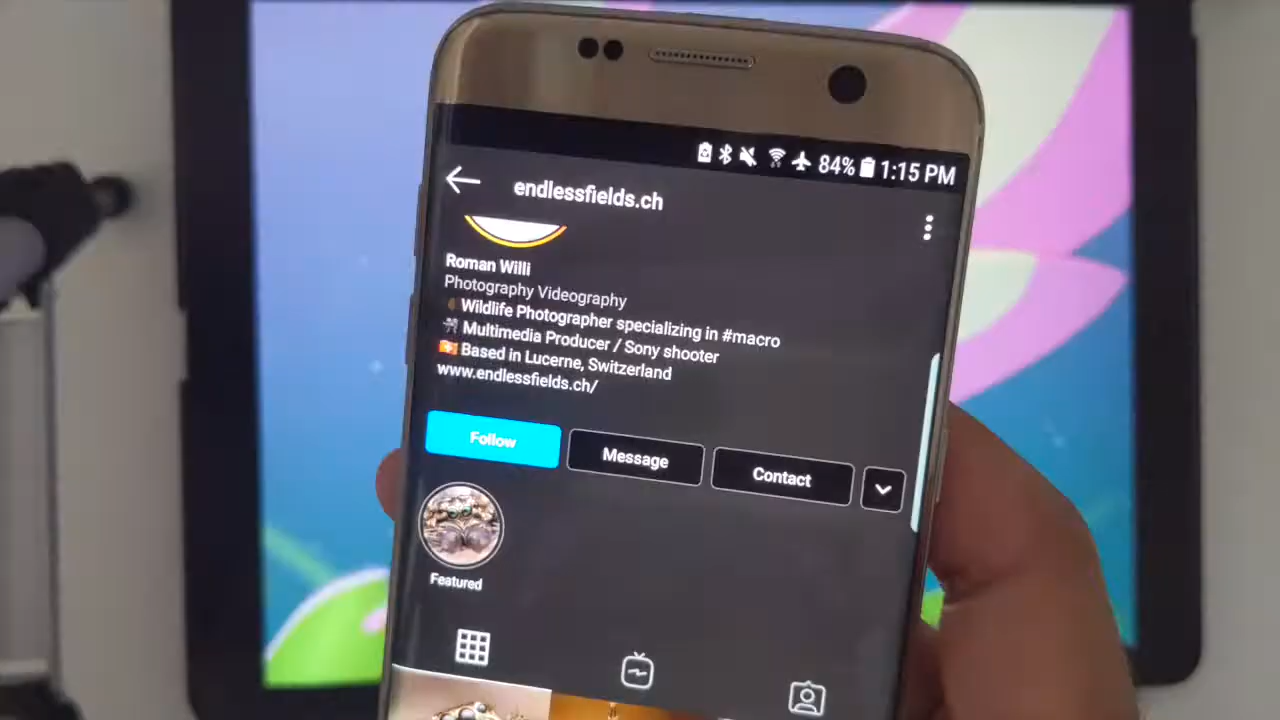 84% 1:15 PM
endlessfields.ch
Roman Willi
Photography Videography
Wildlife Photographer specializing in #macro
Multimedia Producer / Sony shooter
Based in Lucerne, Switzerland
www.endlessfields.ch/
Follow Message Contact
Featured